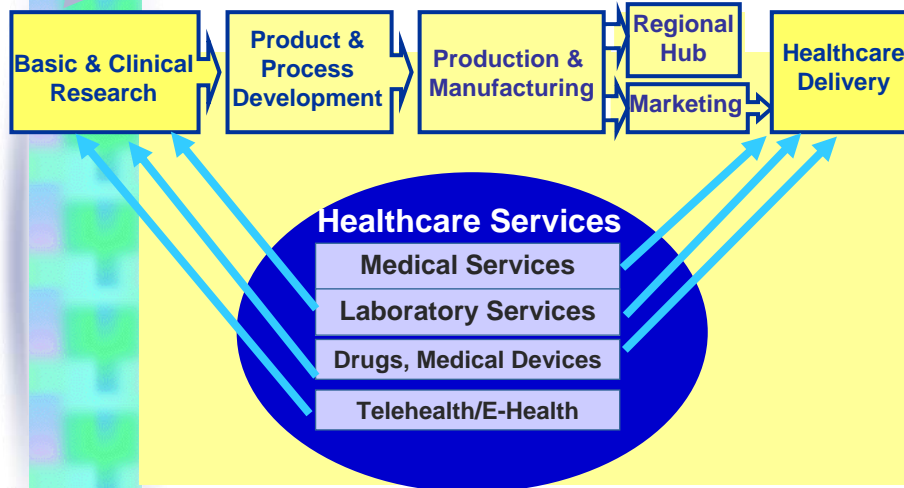 Basic & Clinical
Research
Product &
Process
Development
Production &
Manufacturing
Regional
Hub
Marketing
Healthcare
Delivery
Healthcare Services
Medical Services
Laboratory Services
Drugs, Medical Devices
Telehealth/E-Health